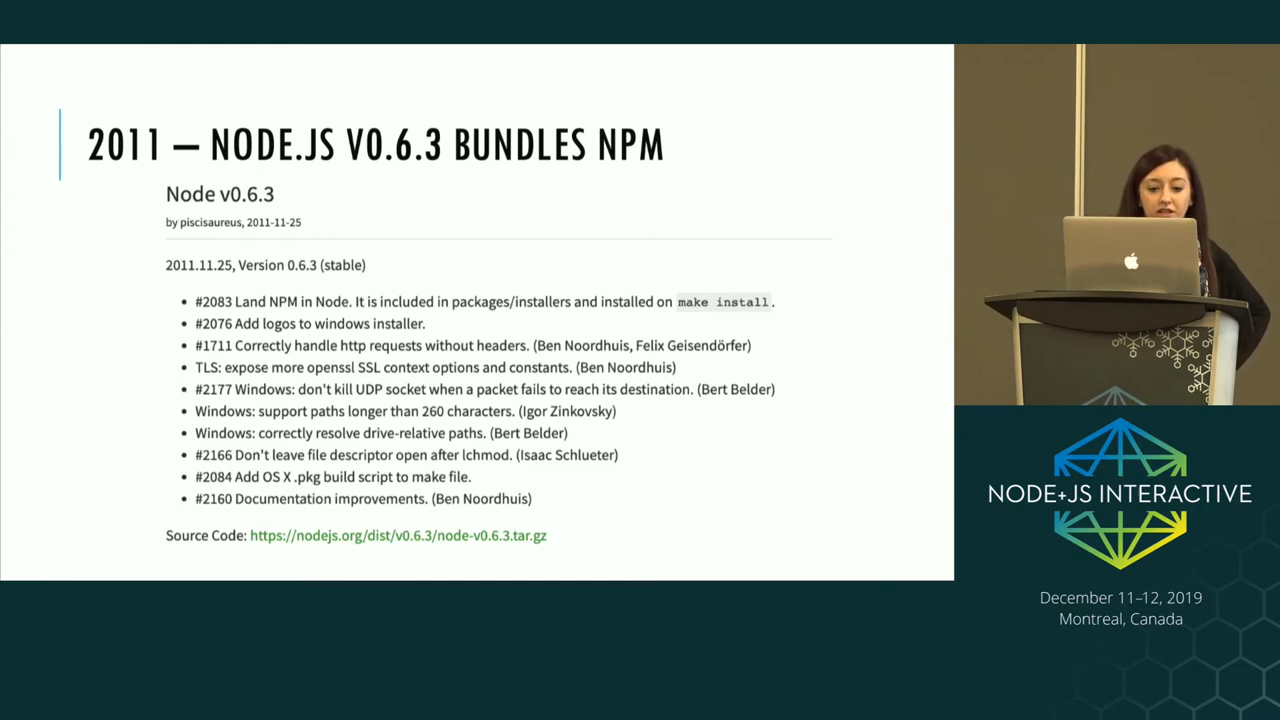 2011 — NODE.JS V0.6.3 BUNDLES NPM
Node v0.6.3
by piscisaureus, 2011-11-25
2011.11.25, Version 0.6.3 (stable)
• #2083 Land NPM in Node. It is included in packages/installers and installed on make install.
• #2076 Add logos to windows installer.
• #1711 Correctly handle http requests without headers. (Ben Noordhuis, Felix Geisendörfer)
• TLS: expose more openssl SSL context options and constants. (Ben Noordhuis)
• #2177 Windows: don't kill UDP socket when a packet fails to reach its destination. (Bert Belder)
• Windows: support paths longer than 260 characters. (Igor Zinkovsky)
• Windows: correctly resolve drive-relative paths. (Bert Belder)
• #2166 Don't leave file descriptor open after lchmod. (Isaac Schlueter)
• #2084 Add OS X .pkg build script to make file.
• #2160 Documentation improvements. (Ben Noordhuis)
Source Code: https://nodejs.org/dist/v0.6.3/node-v0.6.3.tar.gz
NODE+JS INTERACTIVE
December 11–12, 2019
Montreal, Canada